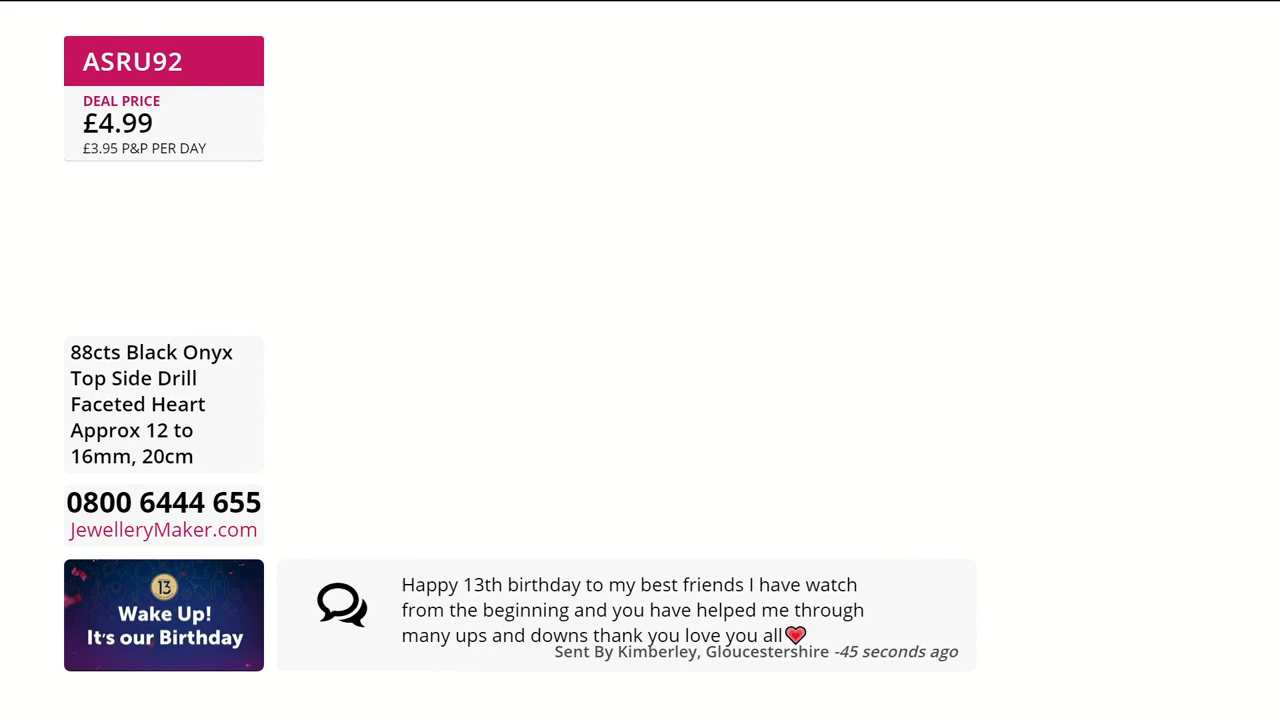 ASRU92
DEAL PRICE
£4.99
£3.95 P&P PER DAY
88cts Black Onyx
Top Side Drill
Faceted Heart
Approx 12 to
16mm, 20cm
0800 6444 655
JewelleryMaker.com
13
Wake Up!
It's our Birthday
Happy 13th birthday to my best friends I have watch
from the beginning and you have helped me through
many ups and downs thank you love you all❤️
Sent By Kimberley, Gloucestershire -45 seconds ago